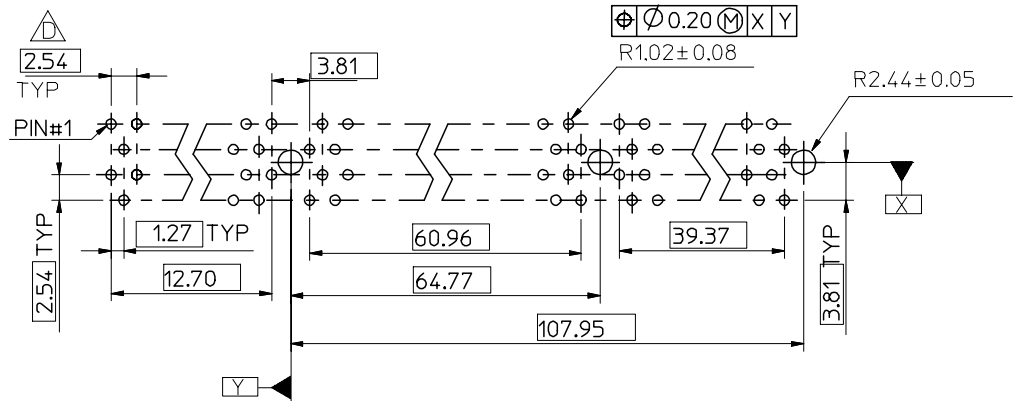 D
2.54
TYP
PIN#1
3.81
⌖ ∅ 0.20 Ⓜ X Y
R1.02±0.08
R2.44±0.05
X
2.54 TYP
1.27 TYP
12.70
60.96
64.77
39.37
107.95
3.81 TYP
Y